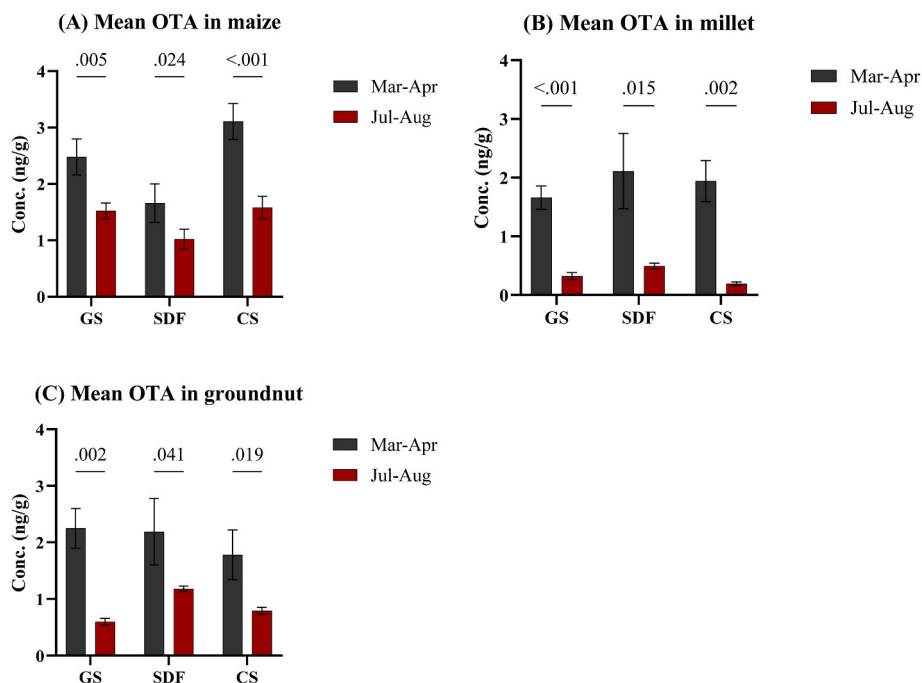 (A) Mean OTA in maize
.005 .024 <.001
4
3
2
1
0
Conc. (ng/g)
GS SDF CS
Mar-Apr
Jul-Aug
(B) Mean OTA in millet
<.001 .015 .002
4
3
2
1
0
Conc. (ng/g)
GS SDF CS
Mar-Apr
Jul-Aug
(C) Mean OTA in groundnut
.002 .041 .019
4
3
2
1
0
Conc. (ng/g)
GS SDF CS
Mar-Apr
Jul-Aug